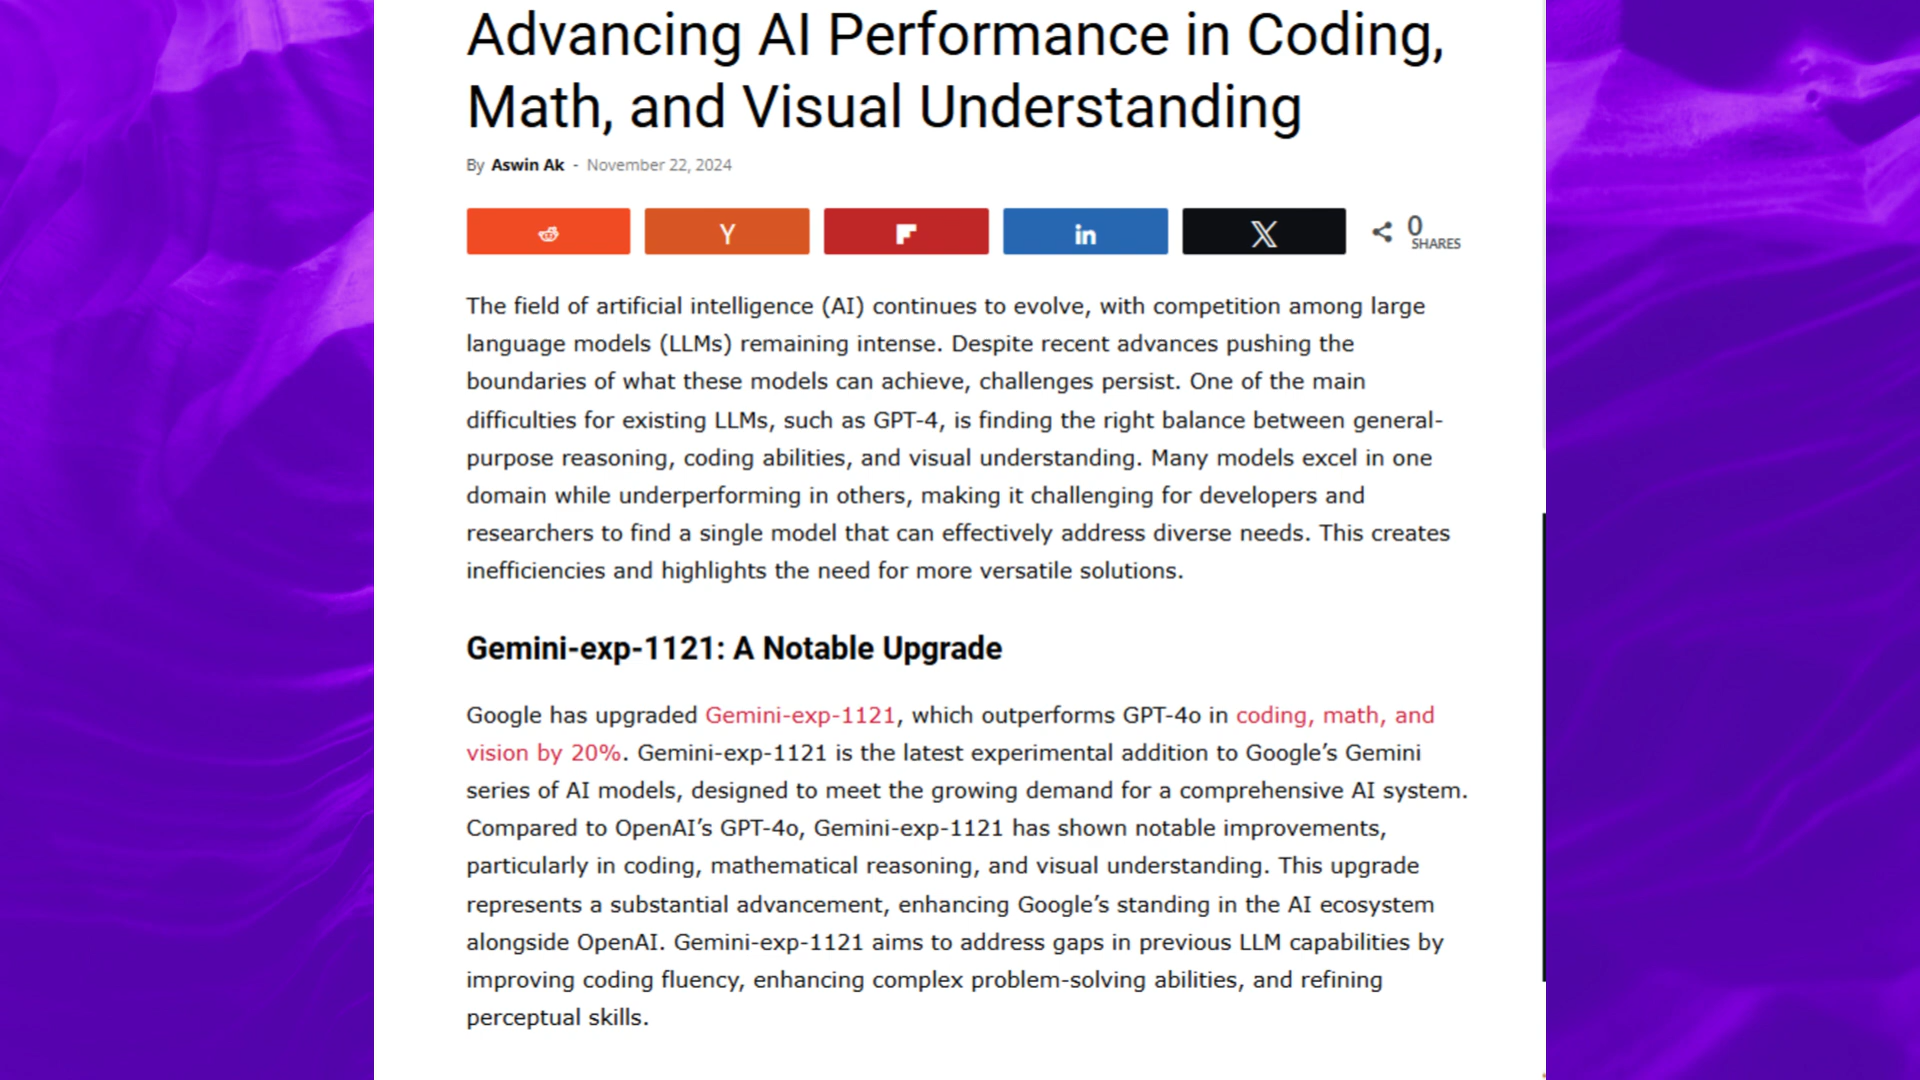 Advancing AI Performance in Coding,
Math, and Visual Understanding
By Aswin Ak - November 22, 2024
Y in X 0 SHARES
The field of artificial intelligence (AI) continues to evolve, with competition among large
language models (LLMs) remaining intense. Despite recent advances pushing the
boundaries of what these models can achieve, challenges persist. One of the main
difficulties for existing LLMs, such as GPT-4, is finding the right balance between general-
purpose reasoning, coding abilities, and visual understanding. Many models excel in one
domain while underperforming in others, making it challenging for developers and
researchers to find a single model that can effectively address diverse needs. This creates
inefficiencies and highlights the need for more versatile solutions.
Gemini-exp-1121: A Notable Upgrade
Google has upgraded Gemini-exp-1121, which outperforms GPT-4o in coding, math, and
vision by 20%. Gemini-exp-1121 is the latest experimental addition to Google’s Gemini
series of AI models, designed to meet the growing demand for a comprehensive AI system.
Compared to OpenAI’s GPT-4o, Gemini-exp-1121 has shown notable improvements,
particularly in coding, mathematical reasoning, and visual understanding. This upgrade
represents a substantial advancement, enhancing Google’s standing in the AI ecosystem
alongside OpenAI. Gemini-exp-1121 aims to address gaps in previous LLM capabilities by
improving coding fluency, enhancing complex problem-solving abilities, and refining
perceptual skills.